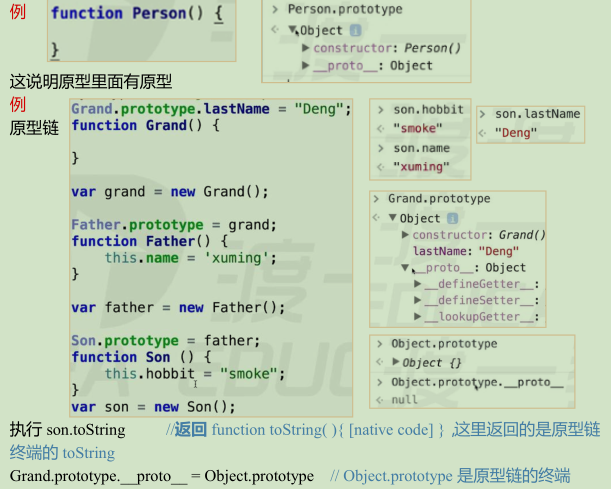 例
function Person() {
}
Person.prototype
Object i
constructor: Person()
__proto__: Object
这说明原型里面有原型
例
原型链
Grand.prototype.lastName = "Deng";
function Grand() {
}
var grand = new Grand();
Father.prototype = grand;
function Father() {
this.name = 'xuming';
}
var father = new Father();
Son.prototype = father;
function Son () {
this.hobbit = "smoke";
}
var son = new Son();
son.hobbit
"smoke"
son.name
"xuming"
son.lastName
"Deng"
Grand.prototype
Object i
constructor: Grand()
lastName: "Deng"
__proto__: Object
__defineGetter__:
__defineSetter__:
__lookupGetter__:
Object.prototype
Object {}
Object.prototype.__proto__
null
执行 son.toString //返回 function toString( ){ [native code] } ,这里返回的是原型链
终端的 toString
Grand.prototype.__proto__ = Object.prototype // Object.prototype 是原型链的终端